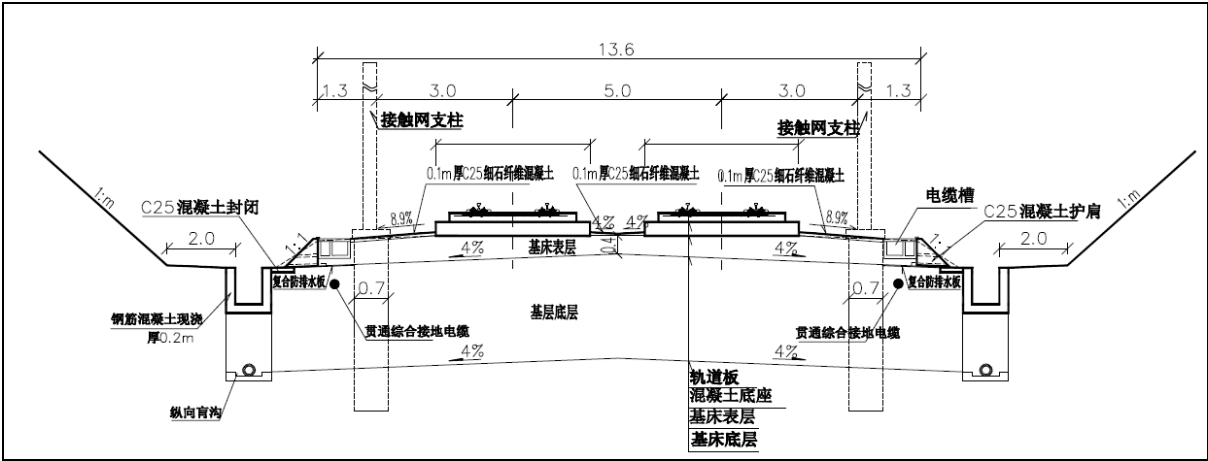 13.6
1.3 3.0 5.0 3.0 1.3
接触网支柱 接触网支柱
0.1m厚C25细石纤维混凝土 0.1m厚C25细石纤维混凝土 0.1m厚C25细石纤维混凝土
1:m 1:m
C25混凝土封闭 电缆槽 C25混凝土护肩
8.9% 4% 4% 8.9%
2.0 1:1 2.0
4% 基床表层 0.4 4%
复合防排水板 复合防排水板
0.7 0.7
钢筋混凝土现浇
厚0.2m
基层底层
贯通综合接地电缆 贯通综合接地电缆
4% 4%
轨道板
混凝土底座
基床表层
基床底层
纵向盲沟